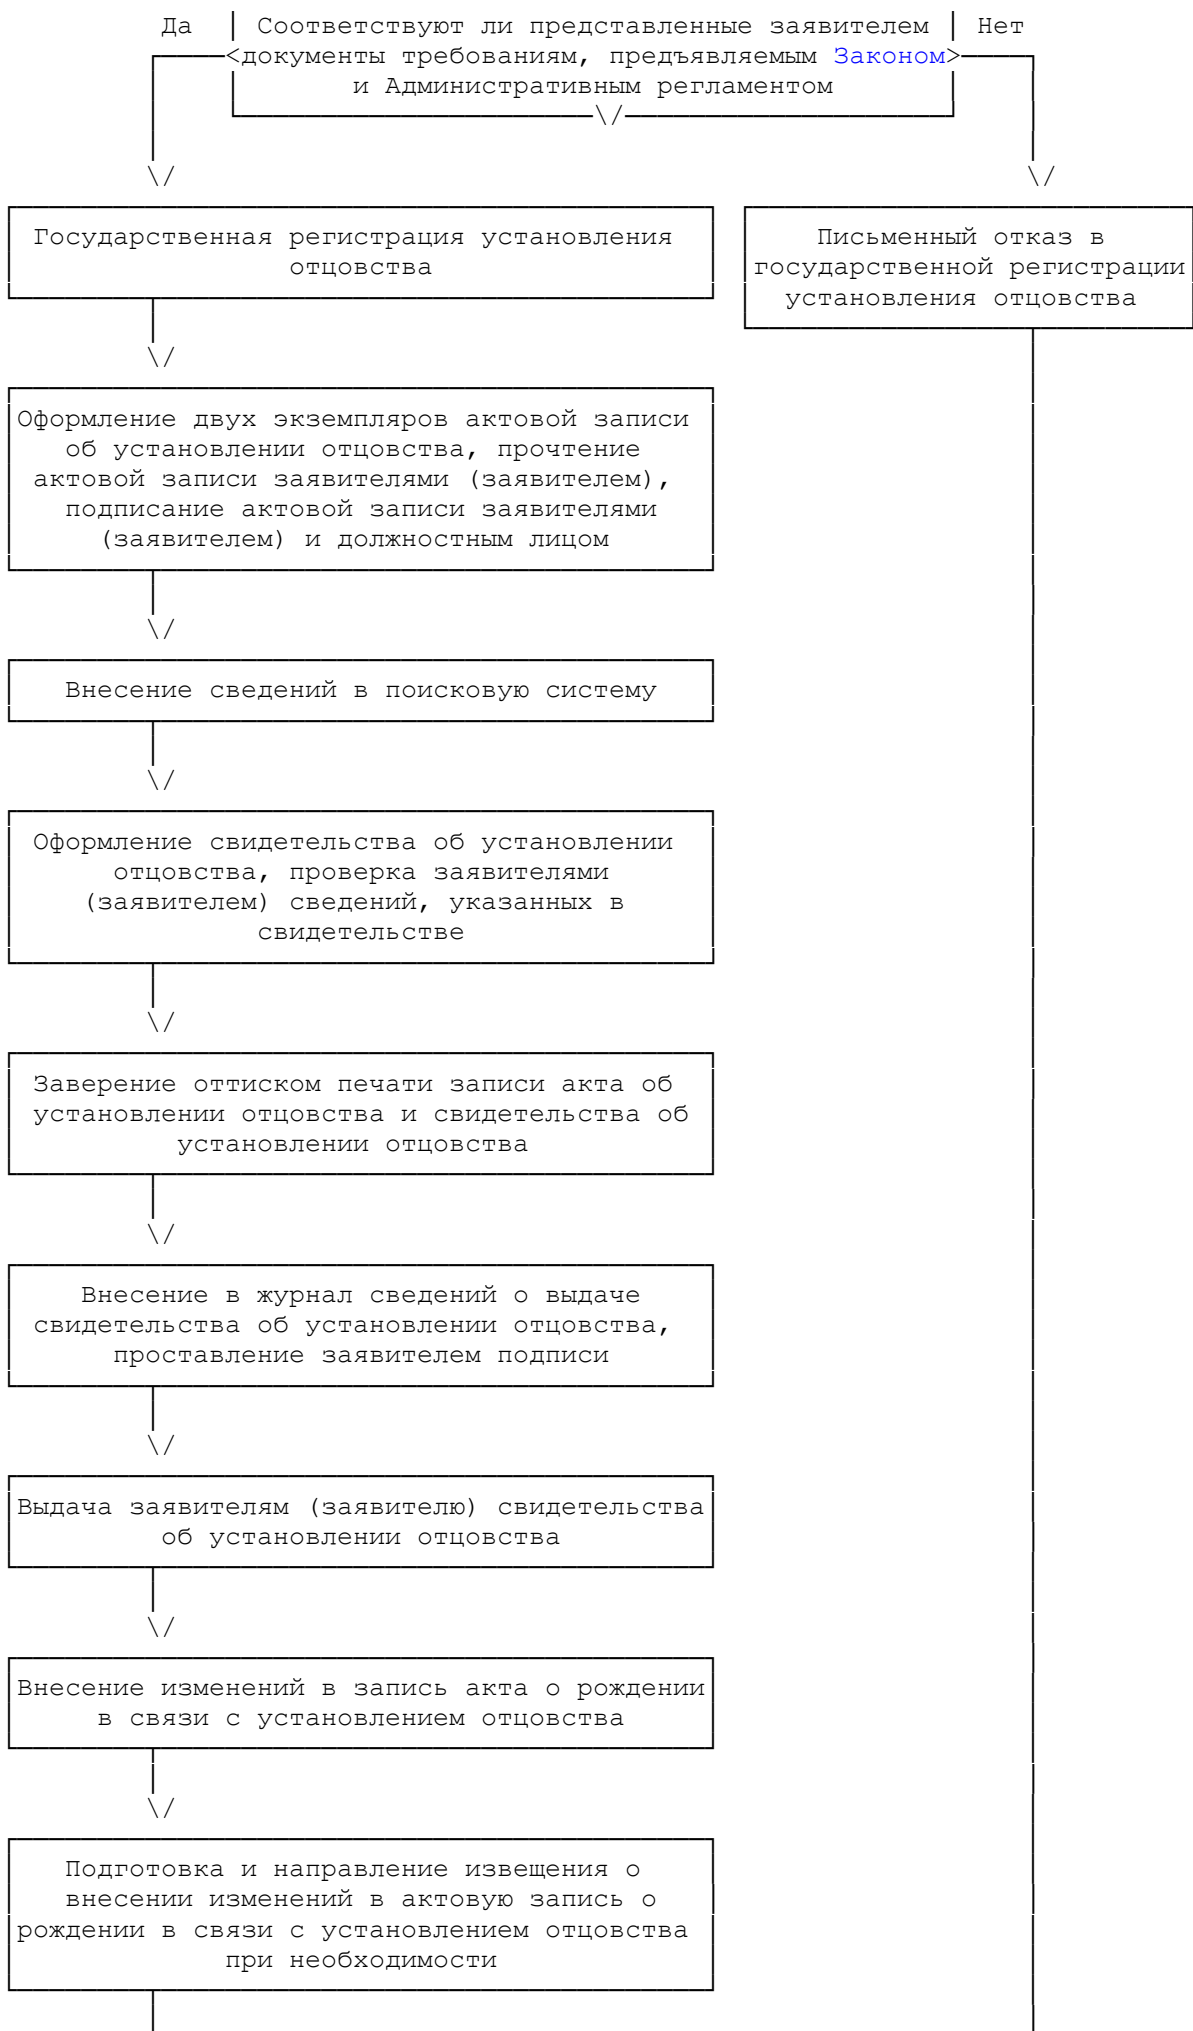 Да Соответствуют ли представленные заявителем Нет
<документы требованиям, предъявляемым Законом>
и Административным регламентом
Государственная регистрация установления
отцовства
Письменный отказ в
государственной регистрации
установления отцовства
Оформление двух экземпляров актовой записи
об установлении отцовства, прочтение
актовой записи заявителями (заявителем),
подписание актовой записи заявителями
(заявителем) и должностным лицом
Внесение сведений в поисковую систему
Оформление свидетельства об установлении
отцовства, проверка заявителями
(заявителем) сведений, указанных в
свидетельстве
Заверение оттиском печати записи акта об
установлении отцовства и свидетельства об
установлении отцовства
Внесение в журнал сведений о выдаче
свидетельства об установлении отцовства,
проставление заявителем подписи
Выдача заявителям (заявителю) свидетельства
об установлении отцовства
Внесение изменений в запись акта о рождении
в связи с установлением отцовства
Подготовка и направление извещения о
внесении изменений в актовую запись о
рождении в связи с установлением отцовства
при необходимости